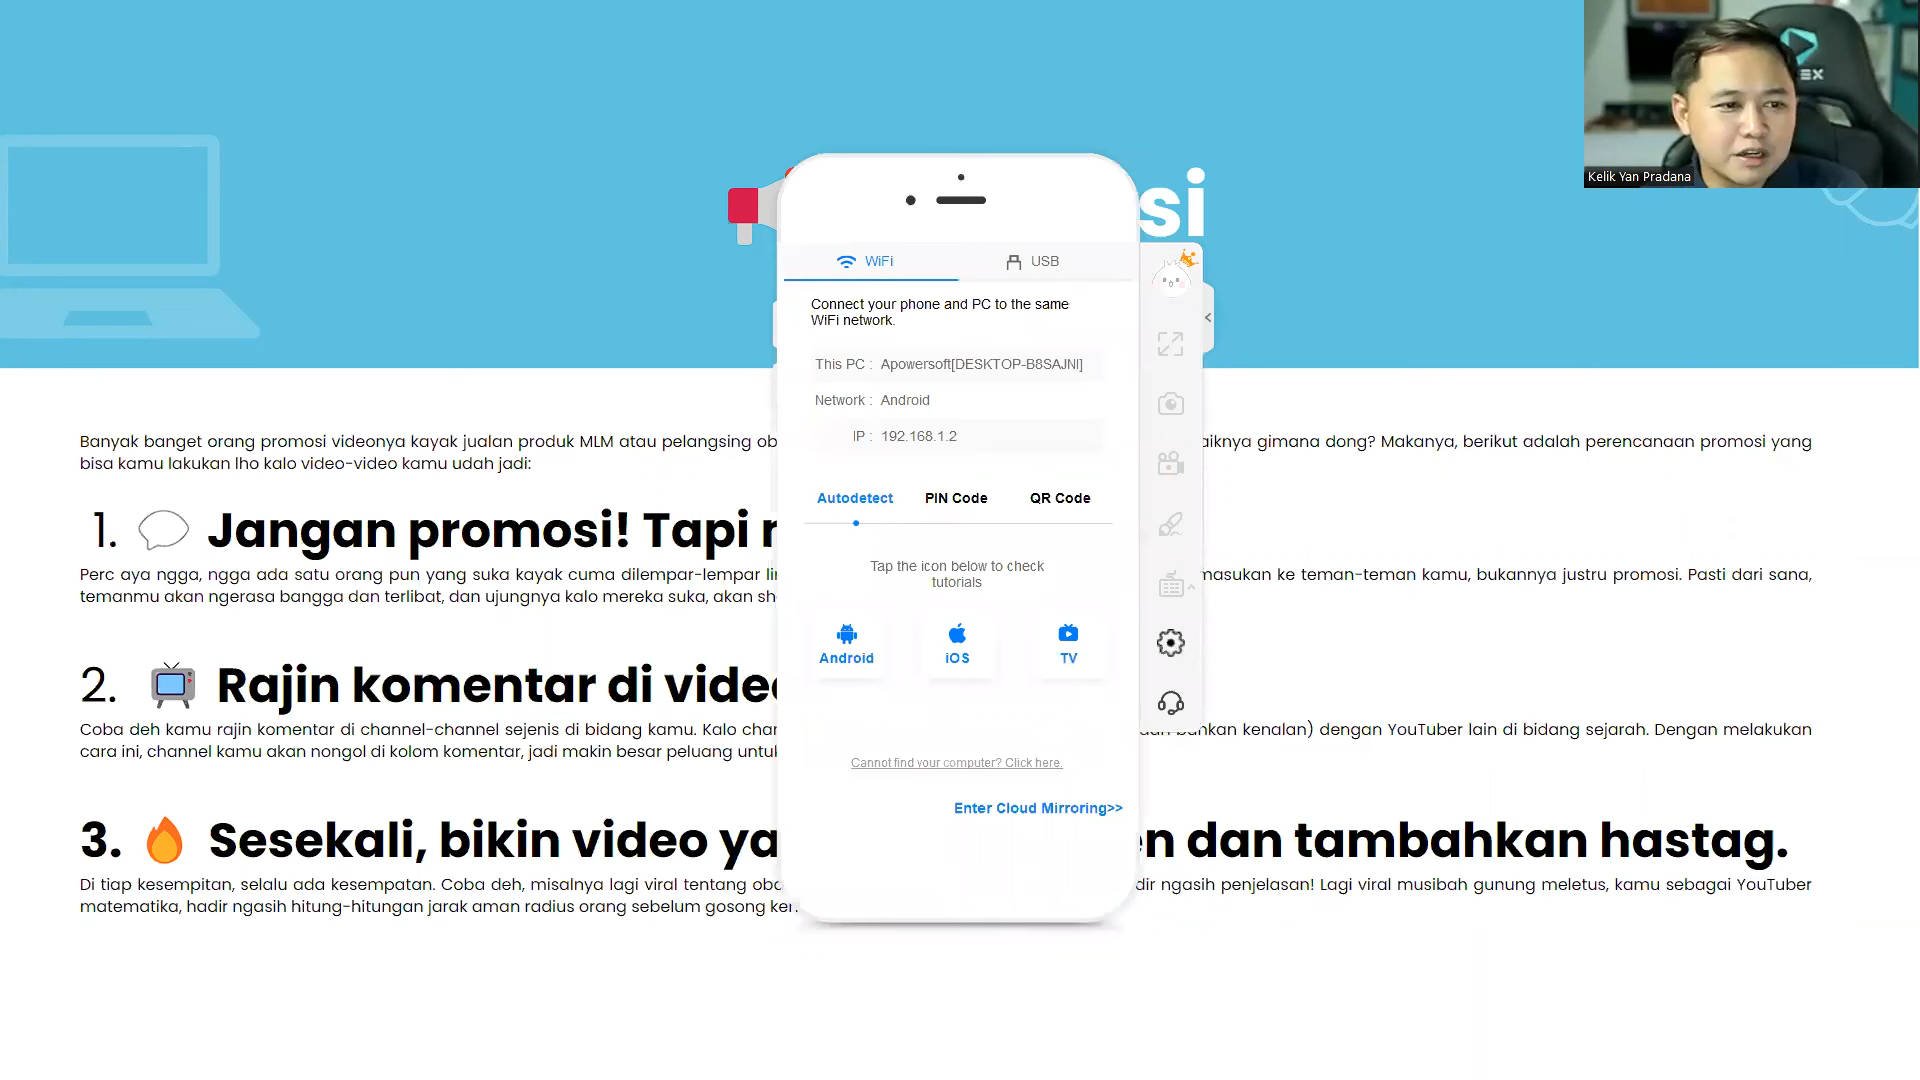 EX
Kelik Yan Pradana
si
WiFi
USB
Connect your phone and PC to the same
WiFi network.
This PC : Apowersoft[DESKTOP-B8SAJNI]
Network : Android
IP : 192.168.1.2
Autodetect
PIN Code
QR Code
Tap the icon below to check
tutorials
Android
iOS
TV
Cannot find your computer? Click here.
Enter Cloud Mirroring>>
Banyak banget orang promosi videonya kayak jualan produk MLM atau pelangsing ob aiknya gimana dong? Makanya, berikut adalah perencanaan promosi yang
bisa kamu lakukan lho kalo video-video kamu udah jadi:
1. Jangan promosi! Tapi
Perc aya ngga, ngga ada satu orang pun yang suka kayak cuma dilempar-lempar lin masukan ke teman-teman kamu, bukannya justru promosi. Pasti dari sana,
temanmu akan ngerasa bangga dan terlibat, dan ujungnya kalo mereka suka, akan sh
2. Rajin komentar di vide
Coba deh kamu rajin komentar di channel-channel sejenis di bidang kamu. Kalo char kenalan) dengan YouTuber lain di bidang sejarah. Dengan melakukan
cara ini, channel kamu akan nongol di kolom komentar, jadi makin besar peluang untuk
3. Sesekali, bikin video ya en dan tambahkan hastag.
Di tiap kesempitan, selalu ada kesempatan. Coba deh, misalnya lagi viral tentang oba dir ngasih penjelasan! Lagi viral musibah gunung meletus, kamu sebagai YouTuber
matematika, hadir ngasih hitung-hitungan jarak aman radius orang sebelum gosong